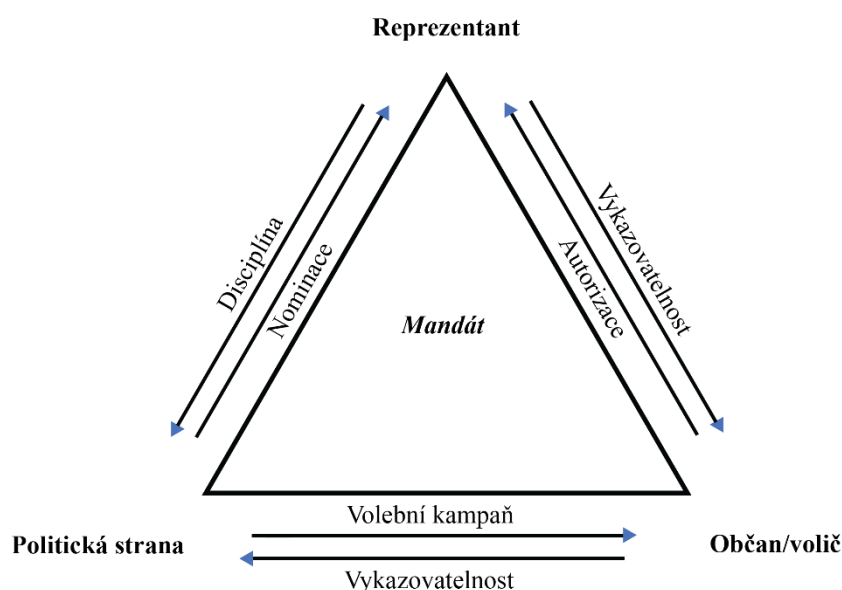 Reprezentant
Disciplína
Nominace
Vykazovatelnost
Autorizace
Mandát
Volební kampaň
Politická strana
Občan/volič
Vykazovatelnost